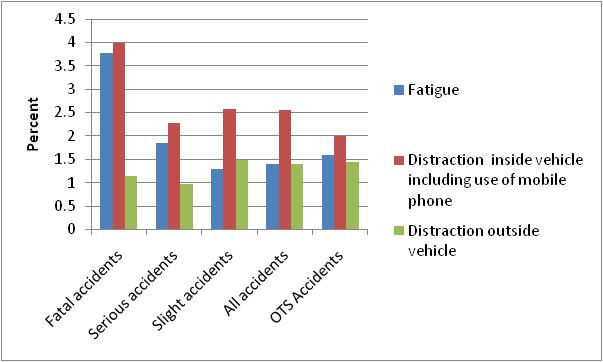 4.5
4
3.5
3
2.5
2
1.5
1
0.5
0
Percent
Fatal accidents
Serious accidents
Slight accidents
All accidents
OTS Accidents
Fatigue
Distraction inside vehicle
including use of mobile
phone
Distraction outside
vehicle